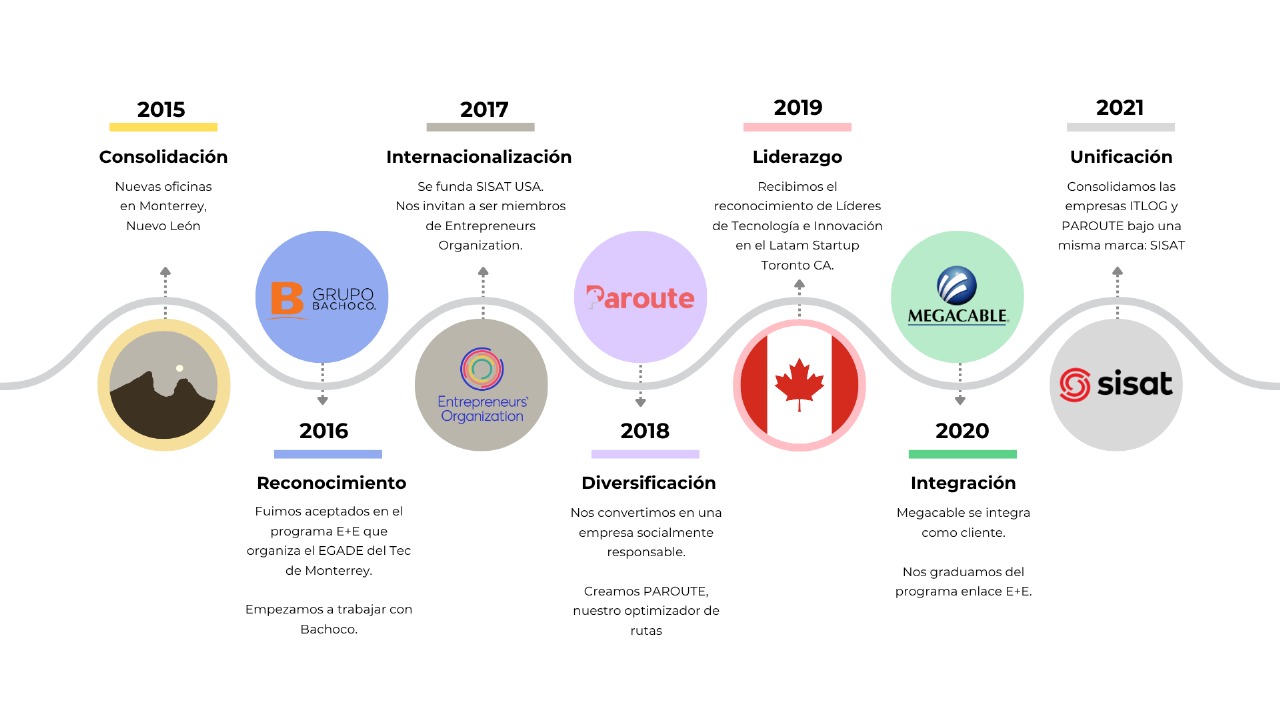 2015
Consolidación
Nuevas oficinas
en Monterrey,
Nuevo León
GRUPO
BACHOCO.
2016
Reconocimiento
Fuimos aceptados en el
programa E+E que
organiza el EGADE del Tec
de Monterrey.
Empezamos a trabajar con
Bachoco.
2017
Internacionalización
Se funda SISAT USA.
Nos invitan a ser miembros
de Entrepreneurs
Organization.
Entrepreneurs'
Organization
Paroute
2018
Diversificación
Nos convertimos en una
empresa socialmente
responsable.
Creamos PAROUTE,
nuestro optimizador de
rutas
2019
Liderazgo
Recibimos el
reconocimiento de Líderes
de Tecnología e Innovación
en el Latam Startup
Toronto CA.
MEGACABLE
2020
Integración
Megacable se integra
como cliente.
Nos graduamos del
programa enlace E+E.
2021
Unificación
Consolidamos las
empresas ITLOG y
PAROUTE bajo una
misma marca: SISAT
sisat